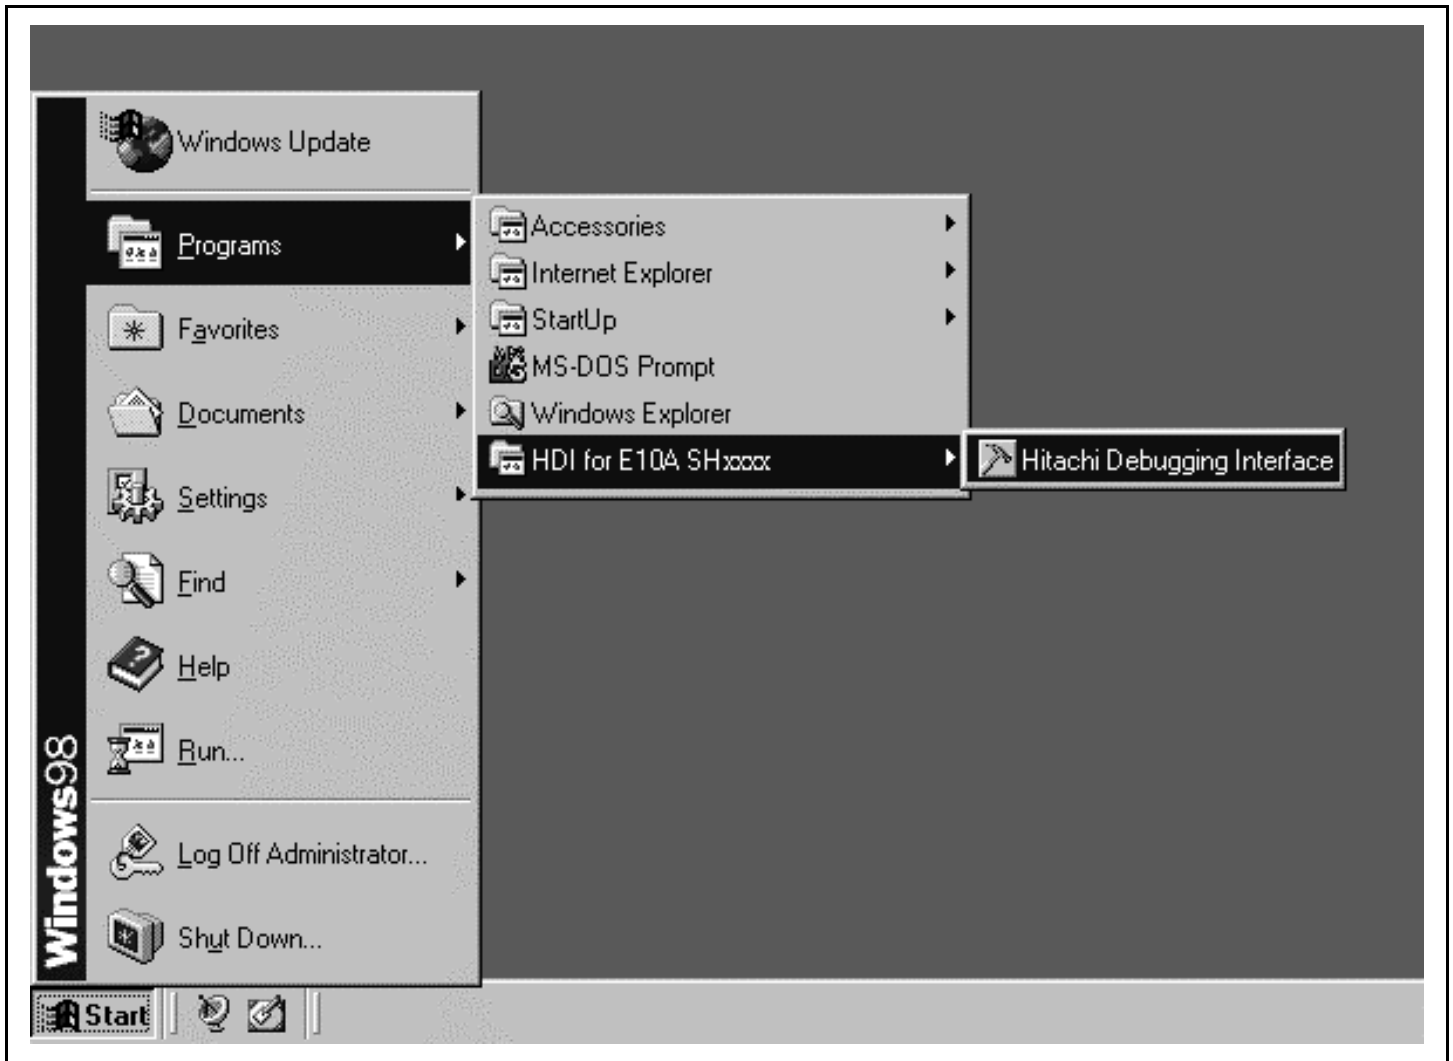 Windows Update
Programs
Favorites
Documents
Settings
Find
Help
Run...
Log Off Administrator...
Shut Down...
Windows98
Accessories
Internet Explorer
StartUp
MS-DOS Prompt
Windows Explorer
HDI for E10A SHxxxx
Hitachi Debugging Interface
Start